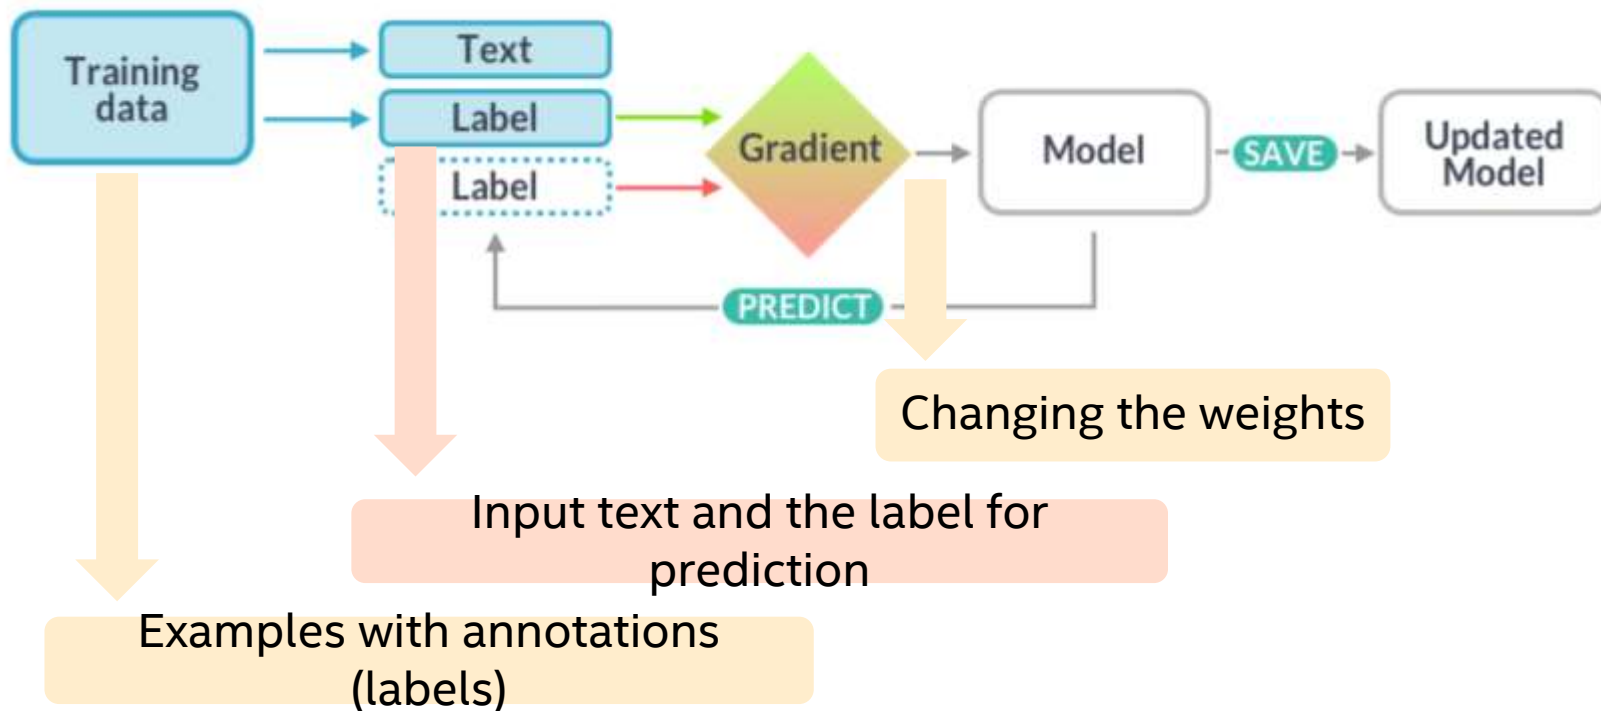 Training
data
Text
Label
Label
Gradient
Model
SAVE
Updated
Model
PREDICT
Changing the weights
Input text and the label for
prediction
Examples with annotations
(labels)